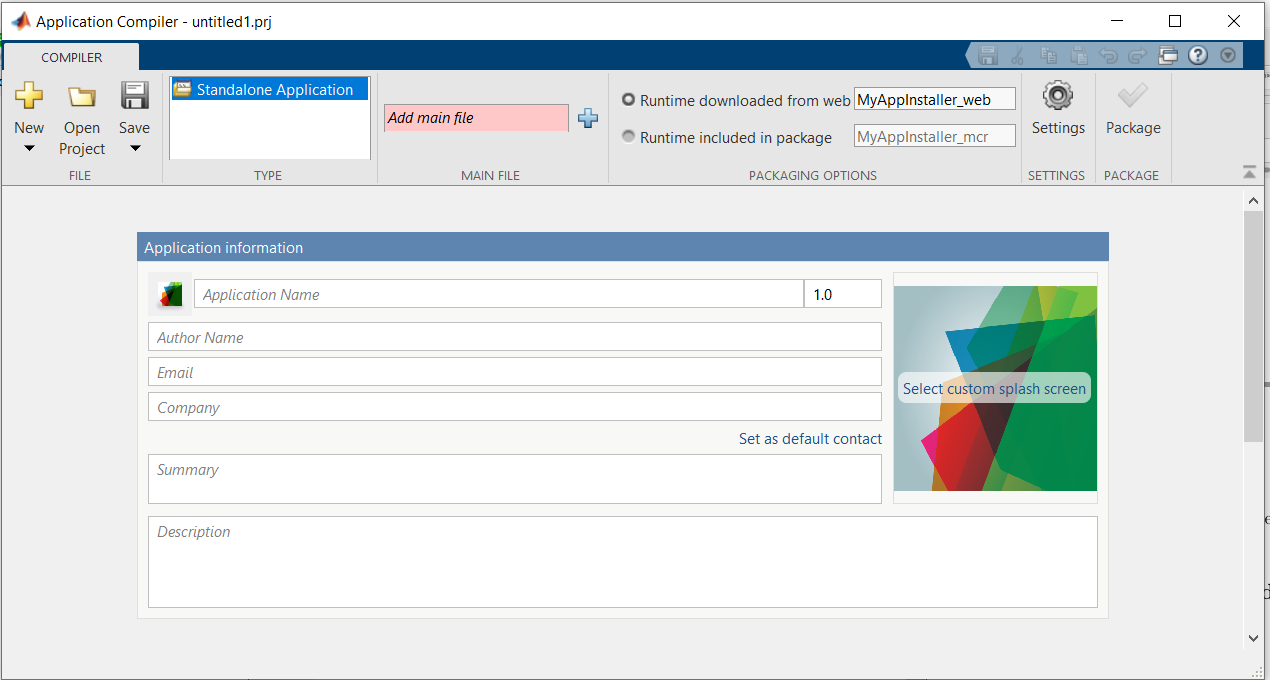 Application Compiler - untitled1.prj
COMPILER
New
Open Project
Save
FILE
Standalone Application
TYPE
Add main file
MAIN FILE
Runtime downloaded from web
MyAppInstaller_web
Runtime included in package
MyAppInstaller_mcr
PACKAGING OPTIONS
Settings
SETTINGS
Package
PACKAGE
Application information
Application Name
1.0
Author Name
Email
Company
Set as default contact
Summary
Select custom splash screen
Description